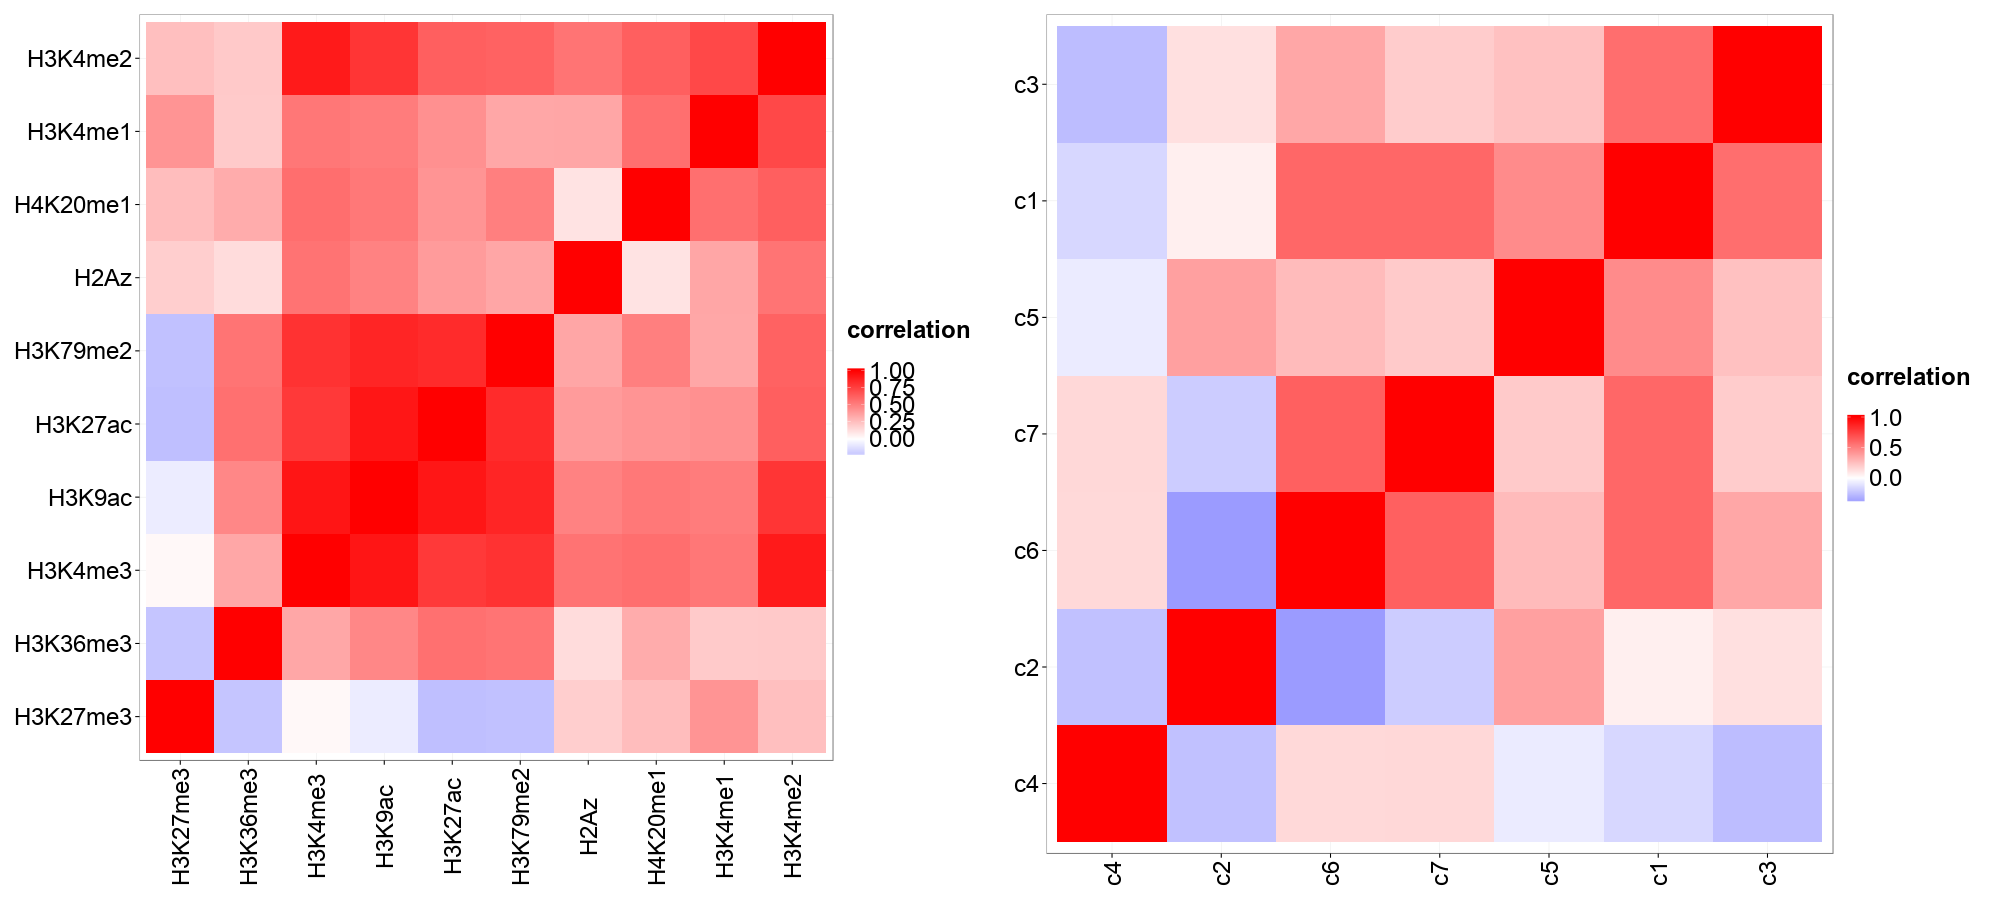 H3K4me2
H3K4me1
H4K20me1
H2Az
H3K79me2
H3K27ac
H3K9ac
H3K4me3
H3K36me3
H3K27me3
H3K27me3
H3K36me3
H3K4me3
H3K9ac
H3K27ac
H3K79me2
H2Az
H4K20me1
H3K4me1
H3K4me2
correlation
1.00
0.75
0.50
0.25
0.00
c3
c1
c5
c7
c6
c2
c4
c4
c2
c6
c7
c5
c1
c3
correlation
1.0
0.5
0.0